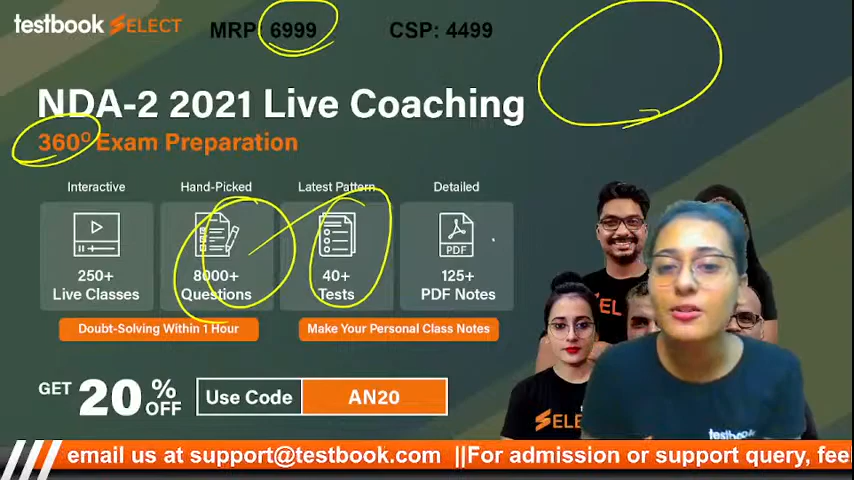 testbook SELECT
MRP: 6999 CSP: 4499
NDA-2 2021 Live Coaching
360° Exam Preparation
Interactive
250+
Live Classes
Hand-Picked
8000+
Questions
Latest Pattern
40+
Tests
Detailed
PDF
125+
PDF Notes
Doubt-Solving Within 1 Hour
Make Your Personal Class Notes
GET 20% OFF
Use Code AN20
testbook
email us at support@testbook.com ||For admission or support query, fee